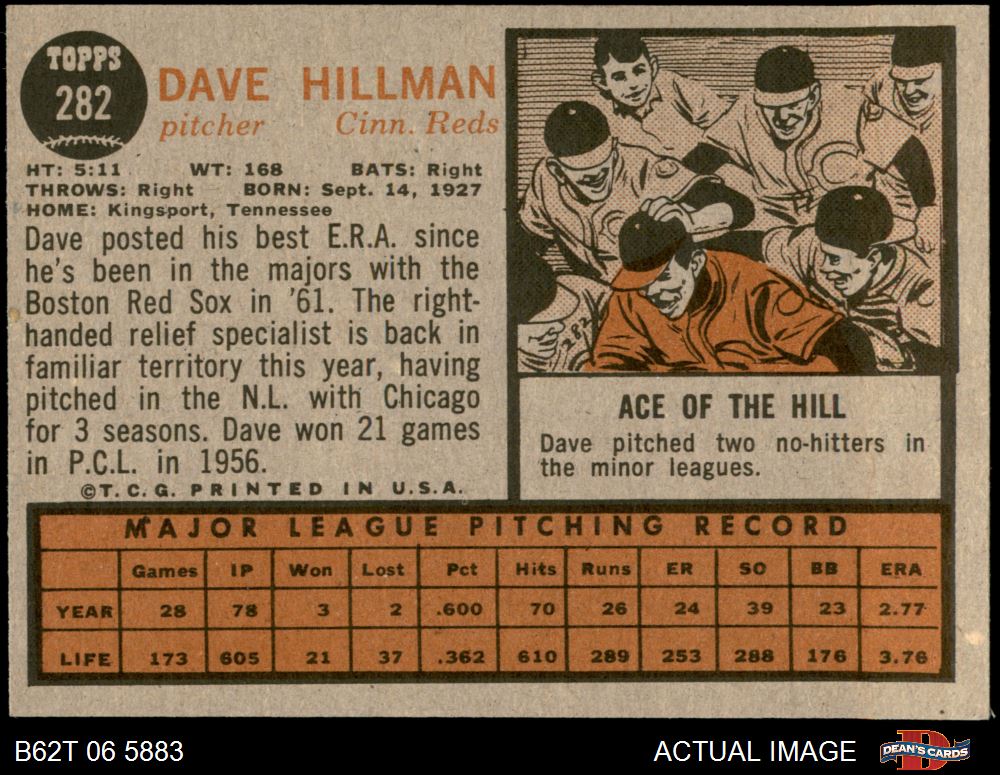 TOPPS
282
DAVE HILLMAN
pitcher Cinn. Reds
HT: 5:11 WT: 168 BATS: Right
THROWS: Right BORN: Sept. 14, 1927
HOME: Kingsport, Tennessee
Dave posted his best E.R.A. since
he's been in the majors with the
Boston Red Sox in '61. The right-
handed relief specialist is back in
familiar territory this year, having
pitched in the N.L. with Chicago
for 3 seasons. Dave won 21 games
in P.C.L. in 1956.
©T.C.G. PRINTED IN U.S.A.
C
282
ACE OF THE HILL
Dave pitched two no-hitters in
the minor leagues.
MAJOR LEAGUE PITCHING RECORD
Games IP Won Lost Pct Hits Runs ER SO BB ERA
YEAR 28 78 3 2 .600 70 26 24 39 23 2.77
LIFE 173 605 21 37 .362 610 289 253 288 176 3.76
B62T 06 5883 ACTUAL IMAGE DEAN'S CARDS